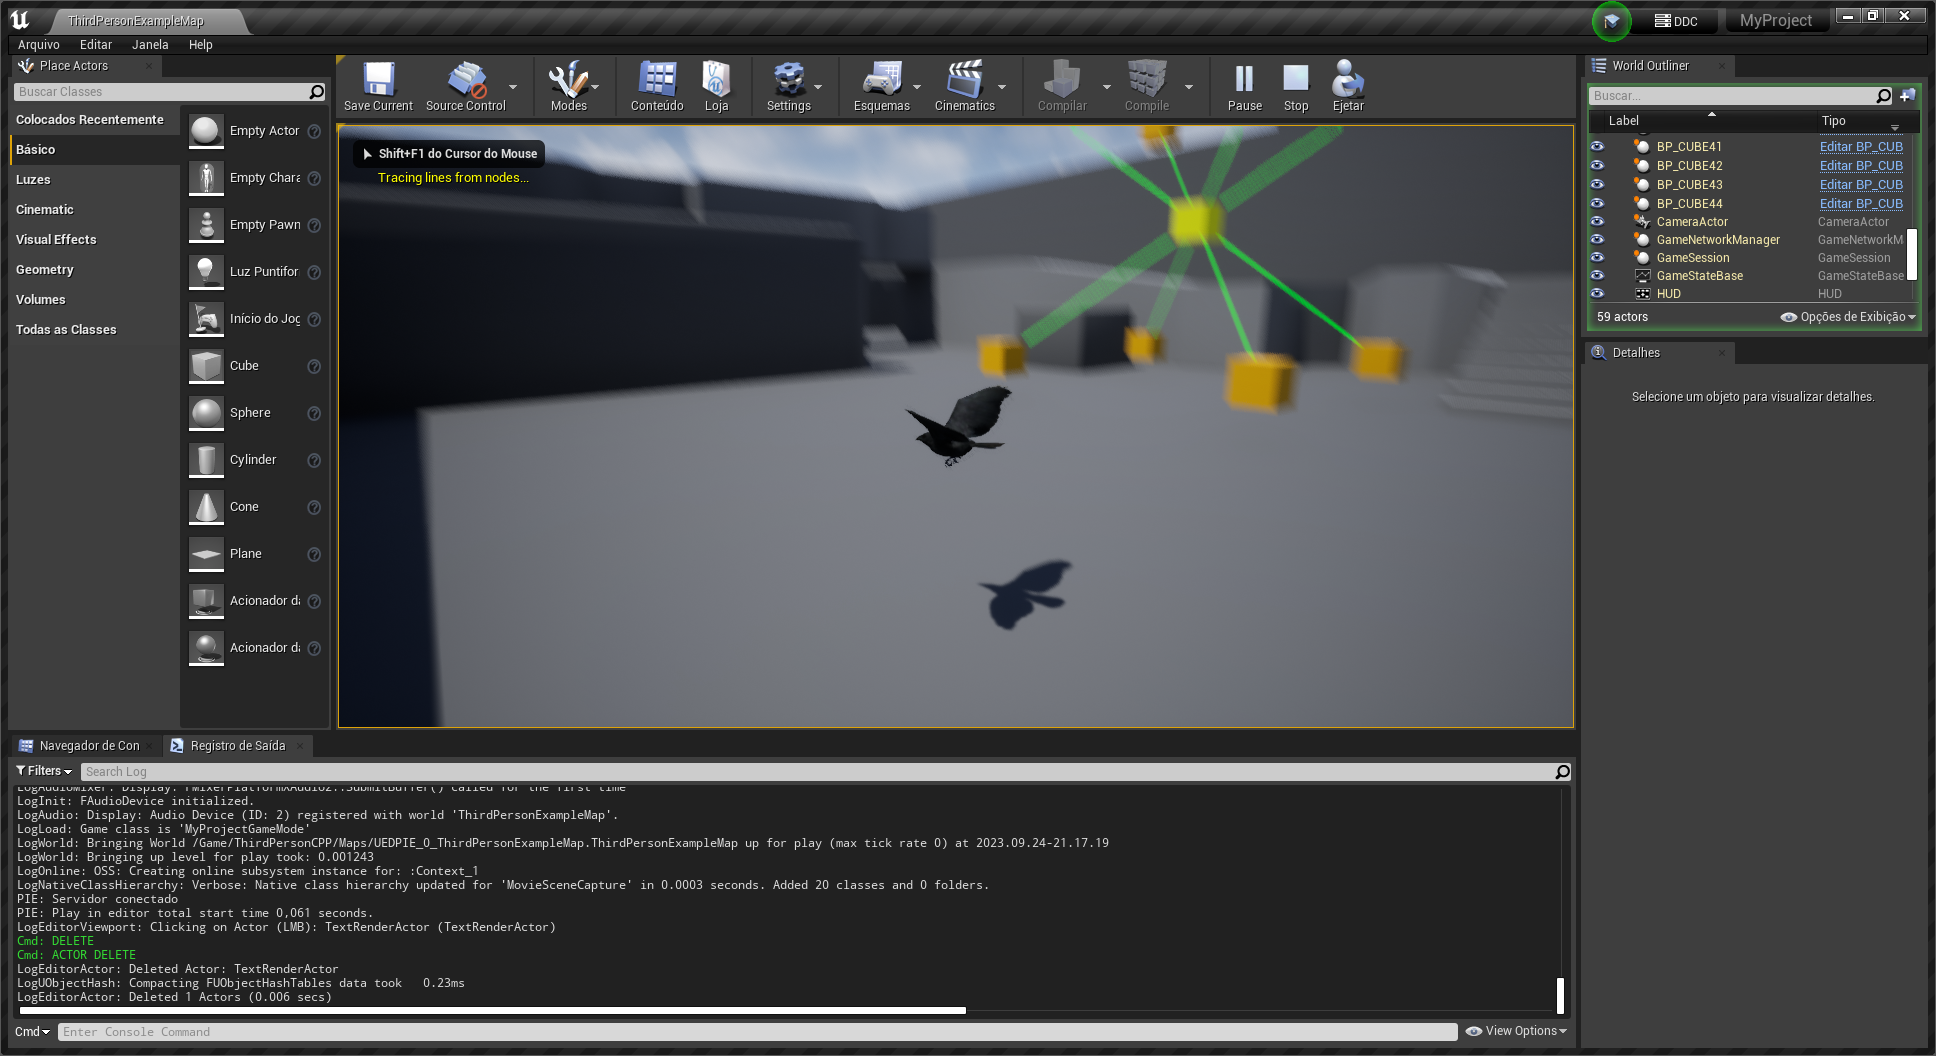 ThirdPersonExampleMap
DDC
MyProject
Arquivo Editar Janela Help
Place Actors
Buscar Classes
Colocados Recentemente
Básico
Luzes
Cinematic
Visual Effects
Geometry
Volumes
Todas as Classes
Empty Actor
Empty Chara
Empty Pawn
Luz Puntifor
Início do Jog
Cube
Sphere
Cylinder
Cone
Plane
Acionador da
Acionador da
Save Current
Source Control
Modes
Conteúdo
Loja
Settings
Esquemas
Cinematics
Compilar
Compile
Pause
Stop
Ejetar
Shift+F1 do Cursor do Mouse
Tracing lines from nodes...
World Outliner
Buscar...
Label Tipo
BP_CUBE41 Editar BP_CUB
BP_CUBE42 Editar BP_CUB
BP_CUBE43 Editar BP_CUB
BP_CUBE44 Editar BP_CUB
CameraActor CameraActor
GameNetworkManager GameNetworkM
GameSession GameSession
GameStateBase GameStateBase
HUD HUD
59 actors Opções de Exibição
Detalhes
Selecione um objeto para visualizar detalhes.
Navegador de Con
Registro de Saída
Filters
Search Log
LogAudioMixer: Display: FMixerPlatformXAudio2::SubmitBuffer() called for the first time
LogInit: FAudioDevice initialized.
LogAudio: Display: Audio Device (ID: 2) registered with world 'ThirdPersonExampleMap'.
LogLoad: Game class is 'MyProjectGameMode'
LogWorld: Bringing World /Game/ThirdPersonCPP/Maps/UEDPIE_0_ThirdPersonExampleMap.ThirdPersonExampleMap up for play (max tick rate 0) at 2023.09.24-21.17.19
LogWorld: Bringing up level for play took: 0.001243
LogOnline: OSS: Creating online subsystem instance for: :Context_1
LogNativeClassHierarchy: Verbose: Native class hierarchy updated for 'MovieSceneCapture' in 0.0003 seconds. Added 20 classes and 0 folders.
PIE: Servidor conectado
PIE: Play in editor total start time 0,061 seconds.
LogEditorViewport: Clicking on Actor (LMB): TextRenderActor (TextRenderActor)
Cmd: DELETE
Cmd: ACTOR DELETE
LogEditorActor: Deleted Actor: TextRenderActor
LogUObjectHash: Compacting FUObjectHashTables data took   0.23ms
LogEditorActor: Deleted 1 Actors (0.006 secs)
Cmd
Enter Console Command
View Options